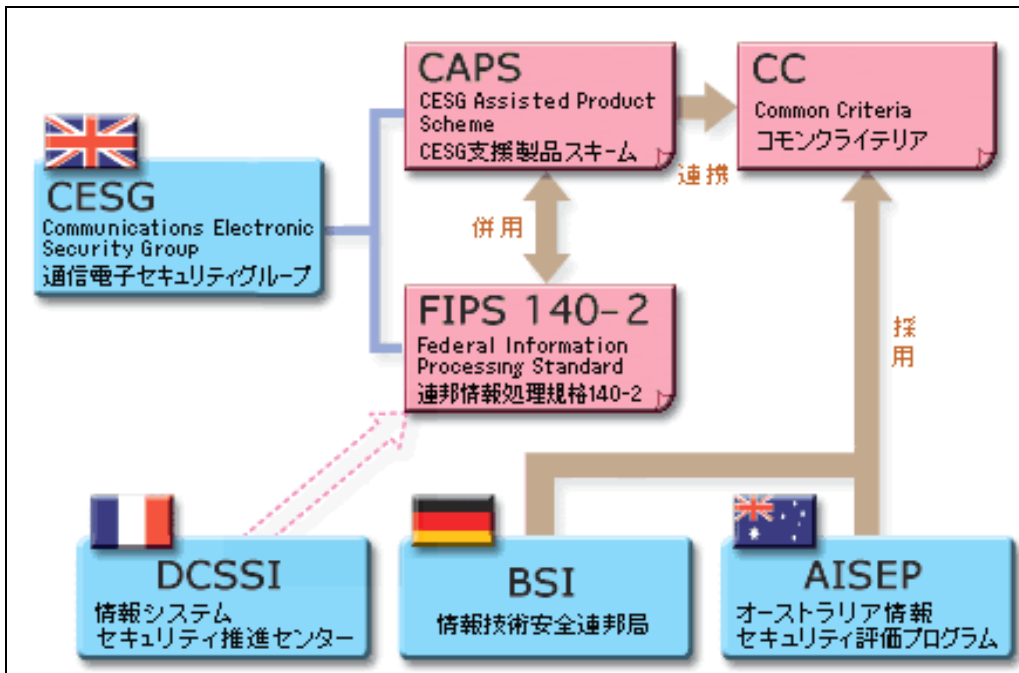 CAPS
CESG Assisted Product
Scheme
CESG支援製品スキーム
CC
Common Criteria
コモンクライテリア
連携
CESG
Communications Electronic
Security Group
通信電子セキュリティグループ
併用
FIPS 140-2
Federal Information
Processing Standard
連邦情報処理規格140-2
採
用
DCSSI
情報システム
セキュリティ推進センター
BSI
情報技術安全連邦局
AISEP
オーストラリア情報
セキュリティ評価プログラム